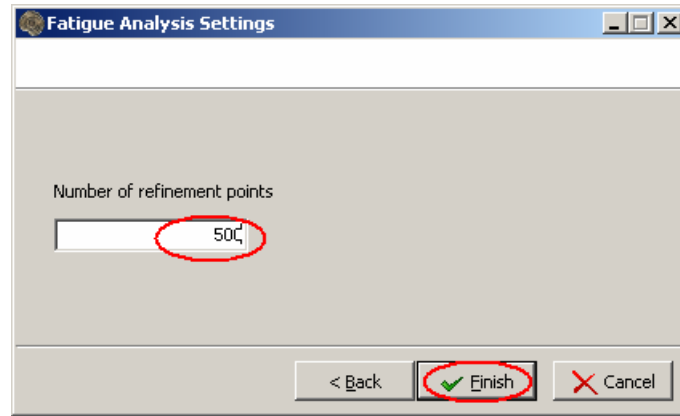 Fatigue Analysis Settings
Number of refinement points
500
< Back Finish Cancel